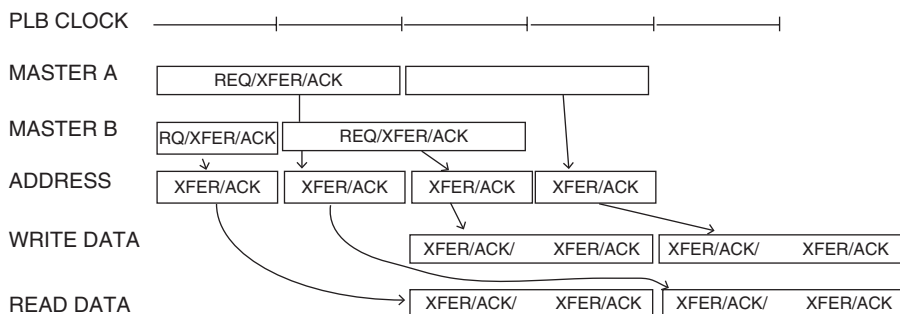 PLB CLOCK
MASTER A
REQ/XFER/ACK
MASTER B
RQ/XFER/ACK
REQ/XFER/ACK
ADDRESS
XFER/ACK
XFER/ACK
XFER/ACK
XFER/ACK
WRITE DATA
XFER/ACK/ XFER/ACK
XFER/ACK/ XFER/ACK
READ DATA
XFER/ACK/ XFER/ACK
XFER/ACK/ XFER/ACK